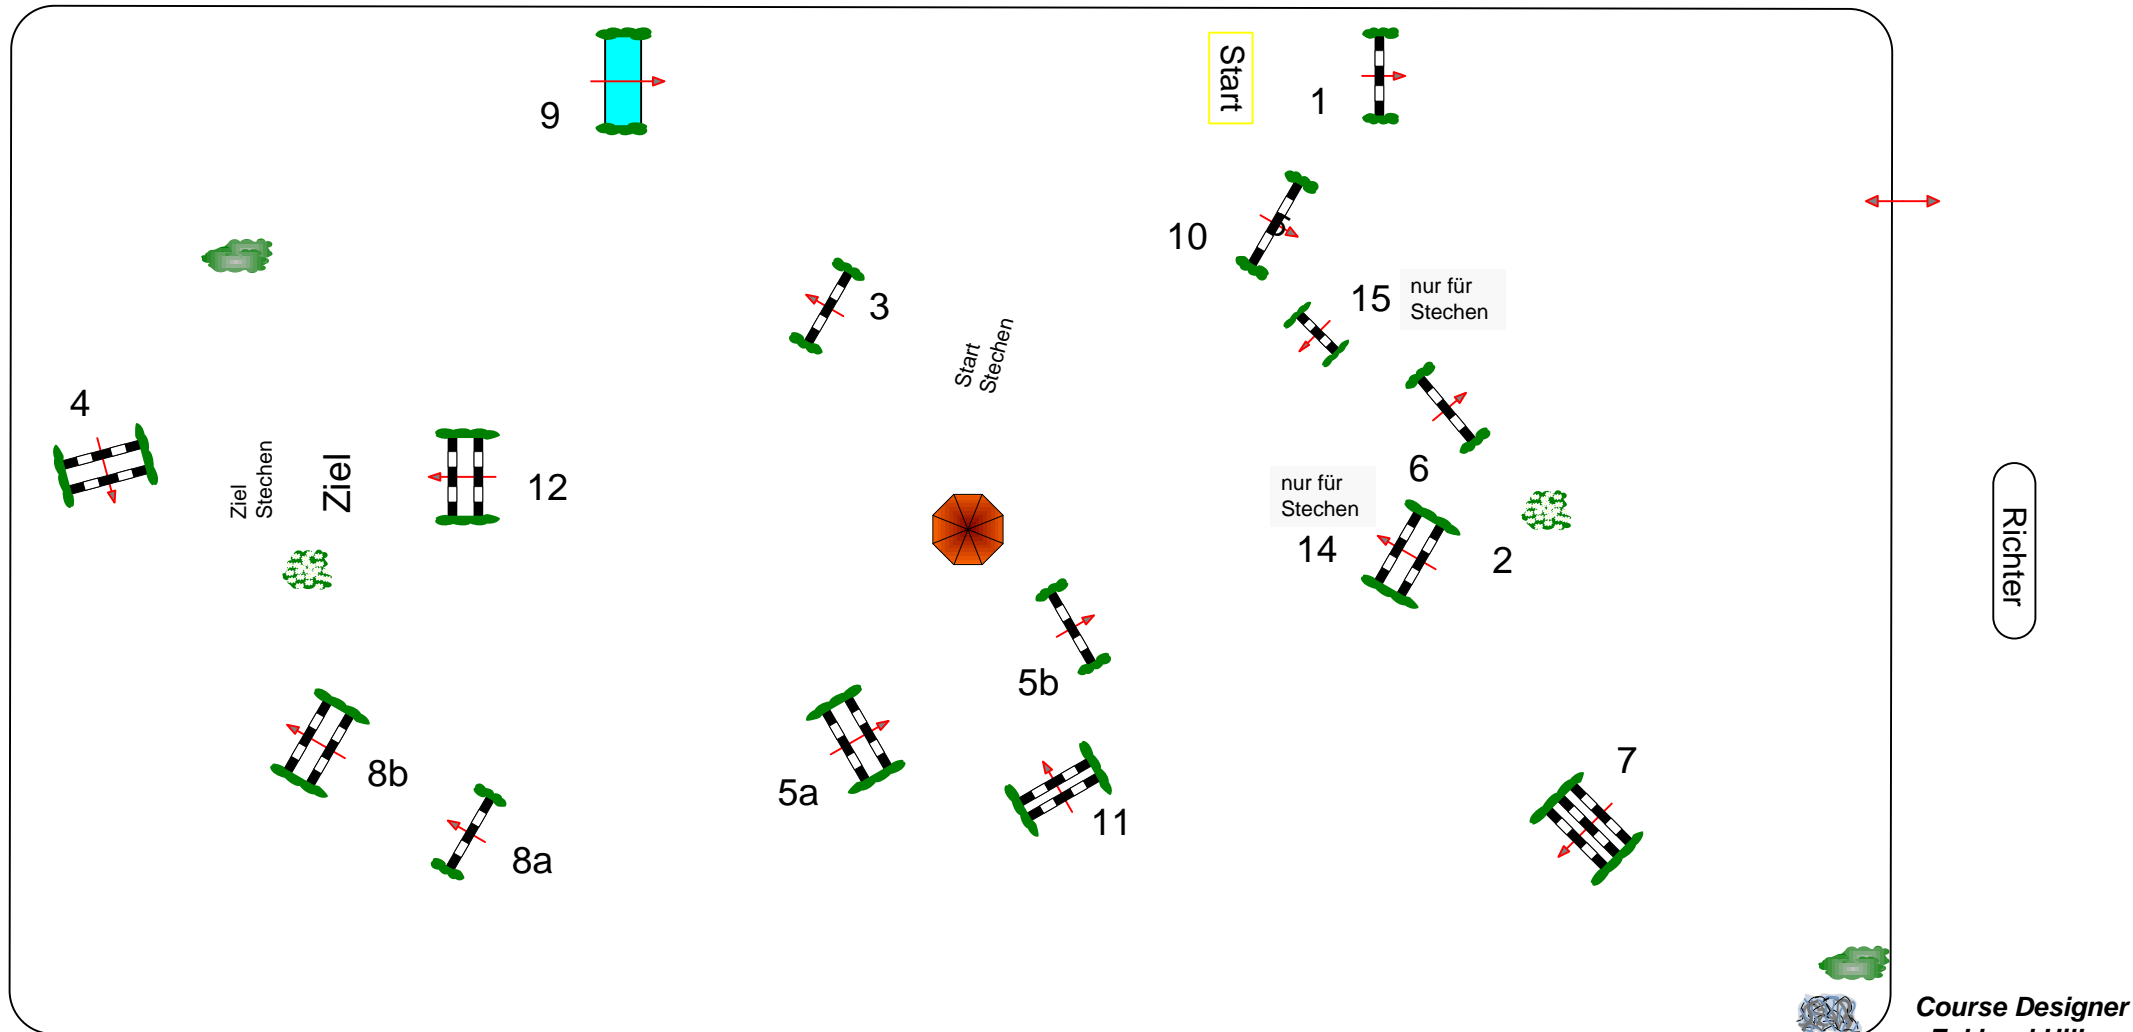 Start
1
9
10
5
15
nur für
Stechen
3
Start
Stechen
4
Ziel
Stechen
Ziel
12
6
nur für
Stechen
14
2
Richter
5b
5a
11
7
8b
8a
Course Designer